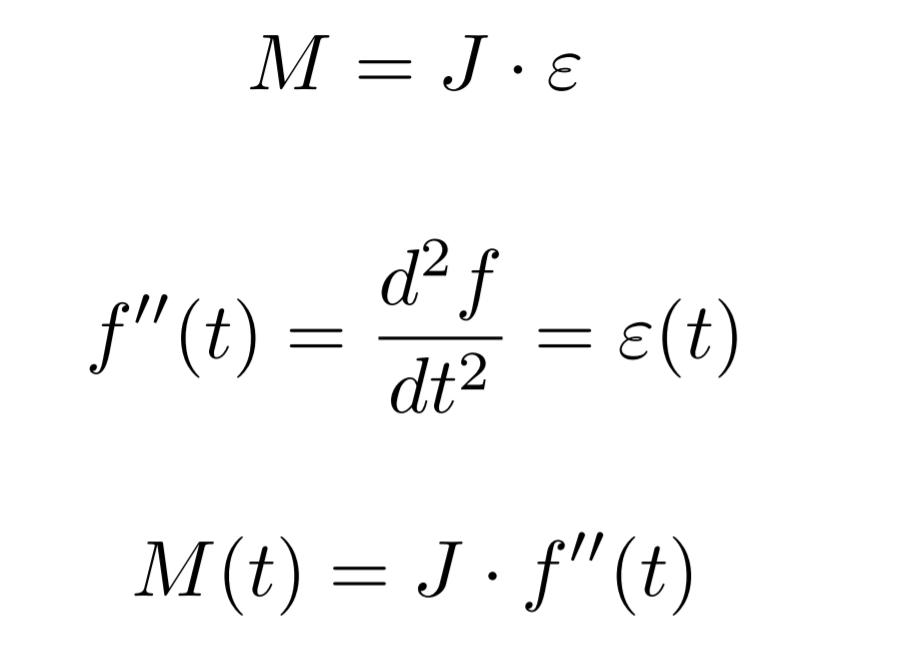 M = J · ε
f''(t) = d²f/dt² = ε(t)
M(t) = J · f''(t)